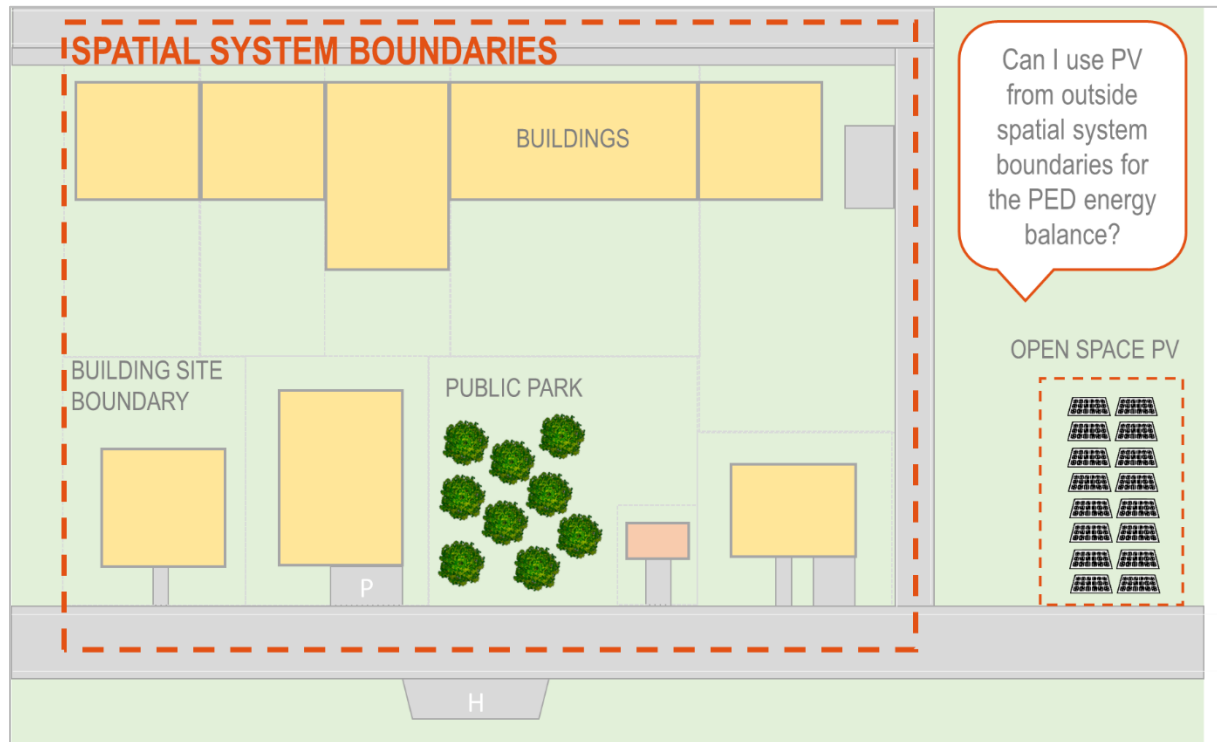 SPATIAL SYSTEM BOUNDARIES
Can I use PV
from outside
spatial system
boundaries for
the PED energy
balance?
BUILDINGS
OPEN SPACE PV
BUILDING SITE
BOUNDARY
PUBLIC PARK
P
H